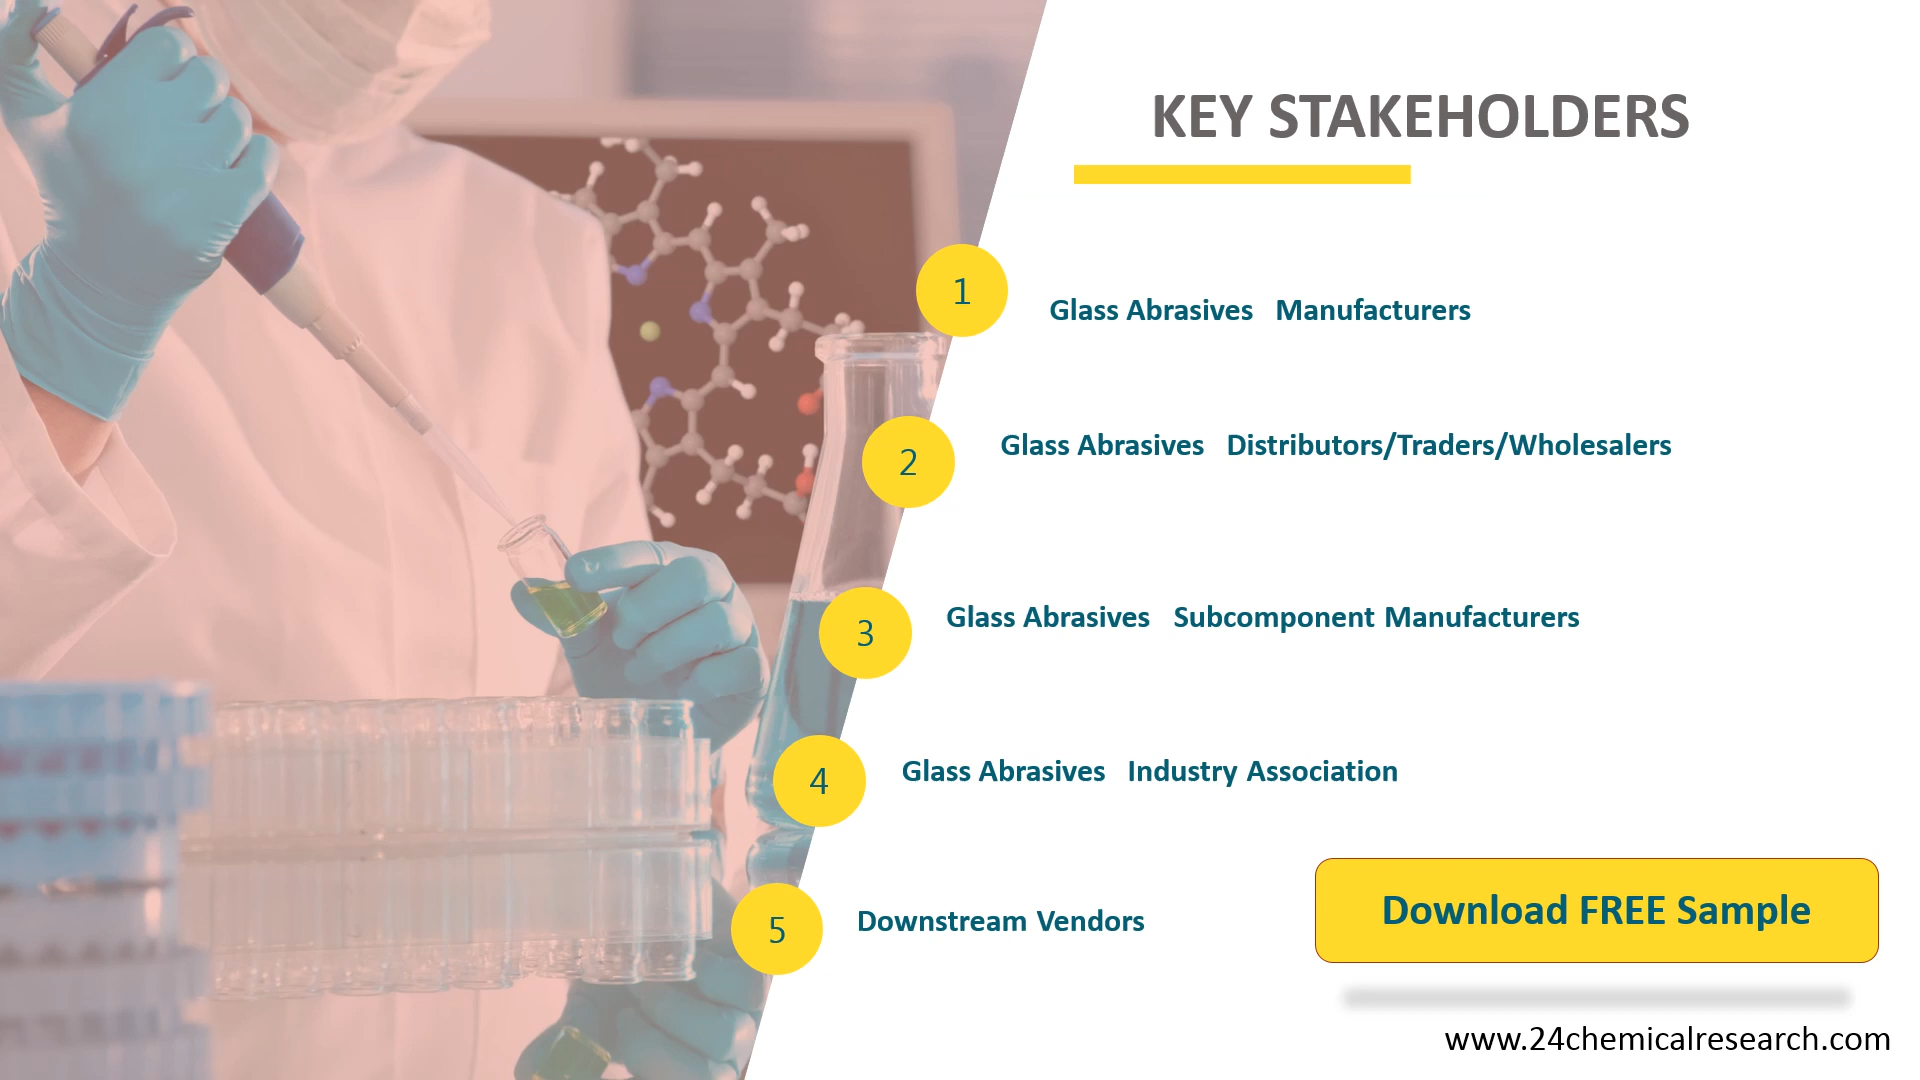 KEY STAKEHOLDERS
1
Glass Abrasives Manufacturers
2
Glass Abrasives Distributors/Traders/Wholesalers
3
Glass Abrasives Subcomponent Manufacturers
4
Glass Abrasives Industry Association
5
Downstream Vendors
Download FREE Sample
www.24chemicalresearch.com